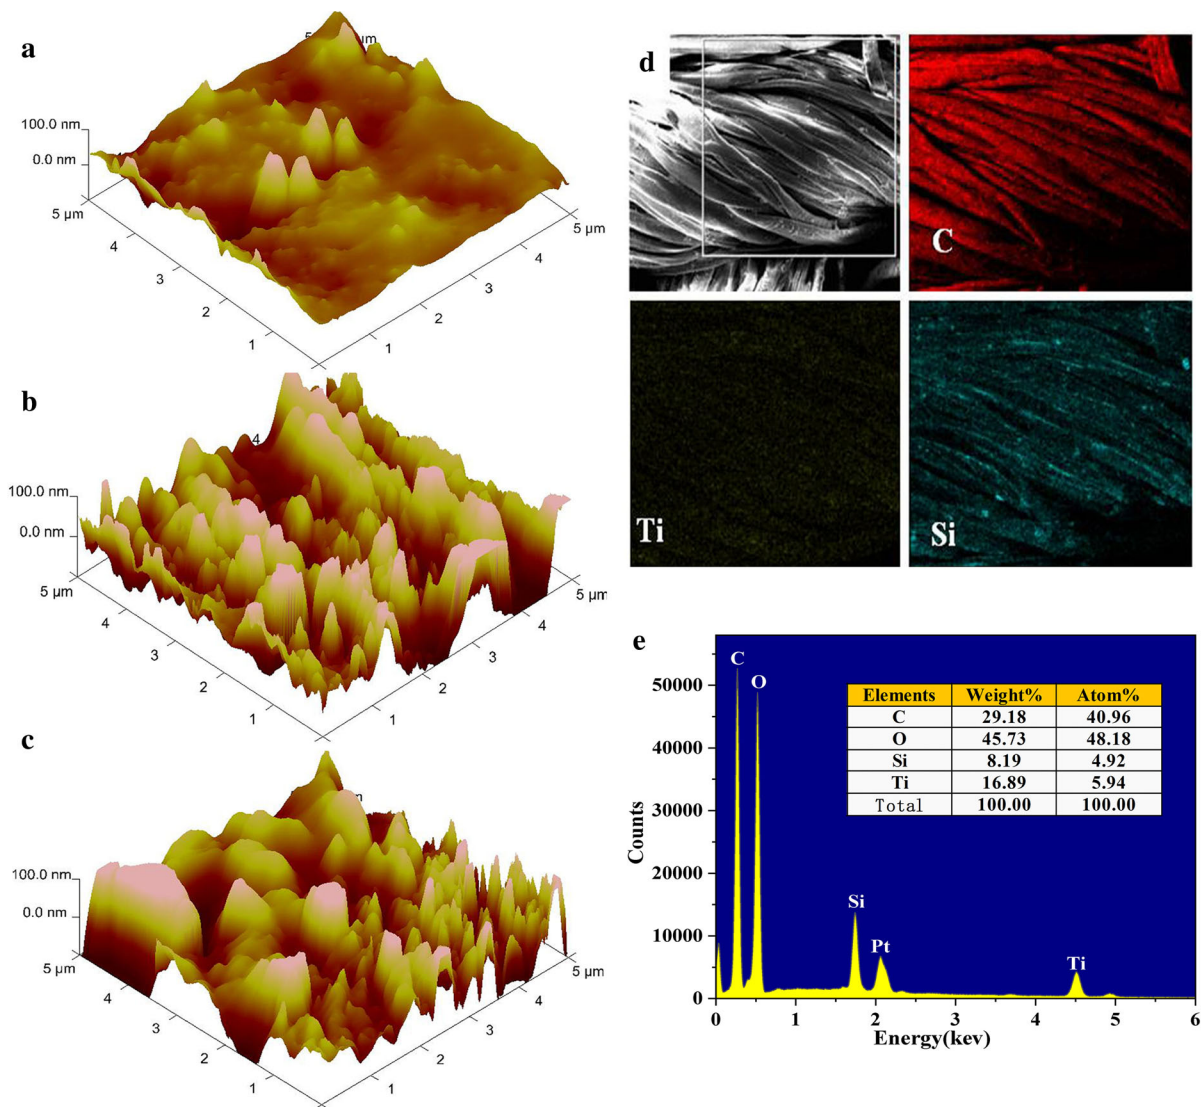 a
5 µm
100.0 nm
0.0 nm
5 µm
4
3
2
1
1
2
3
4
5 µm
b
4
100.0 nm
0.0 nm
5 µm
4
3
2
1
1
2
3
4
5 µm
c
m
100.0 nm
0.0 nm
5 µm
4
3
2
1
1
2
3
4
5 µm
d
C
Ti
Si
e
C
O
Si
Pt
Ti
Elements Weight% Atom%
C 29.18 40.96
O 45.73 48.18
Si 8.19 4.92
Ti 16.89 5.94
Total 100.00 100.00
50000
40000
30000
20000
10000
0
Counts
0 1 2 3 4 5 6
Energy(kev)